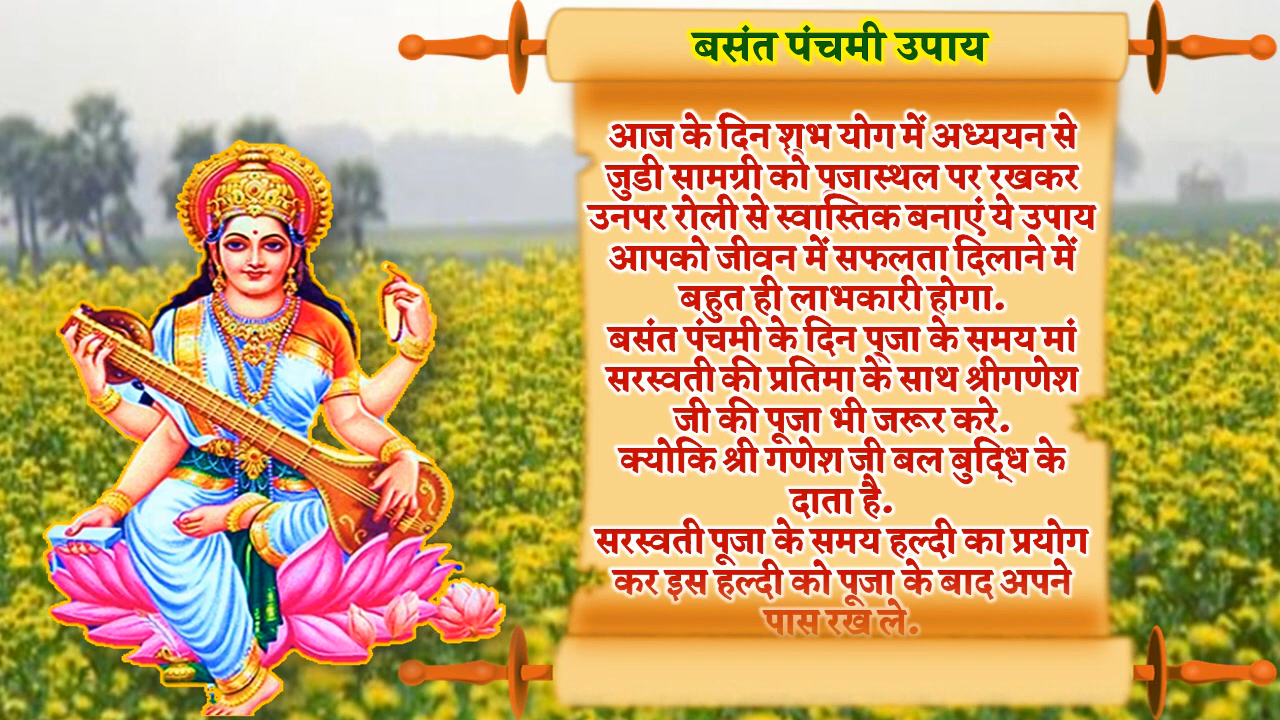 बसंत पंचमी उपाय
आज के दिन शुभ योग में अध्ययन से
जुडी सामग्री को पूजास्थल पर रखकर
उनपर रोली से स्वास्तिक बनाएं ये उपाय
आपको जीवन में सफलता दिलाने में
बहुत ही लाभकारी होगा.
बसंत पंचमी के दिन पूजा के समय मां
सरस्वती की प्रतिमा के साथ श्रीगणेश
जी की पूजा भी जरूर करे.
क्योकि श्री गणेश जी बल बुद्धि के
दाता है.
सरस्वती पूजा के समय हल्दी का प्रयोग
कर इस हल्दी को पूजा के बाद अपने
पास रख ले.